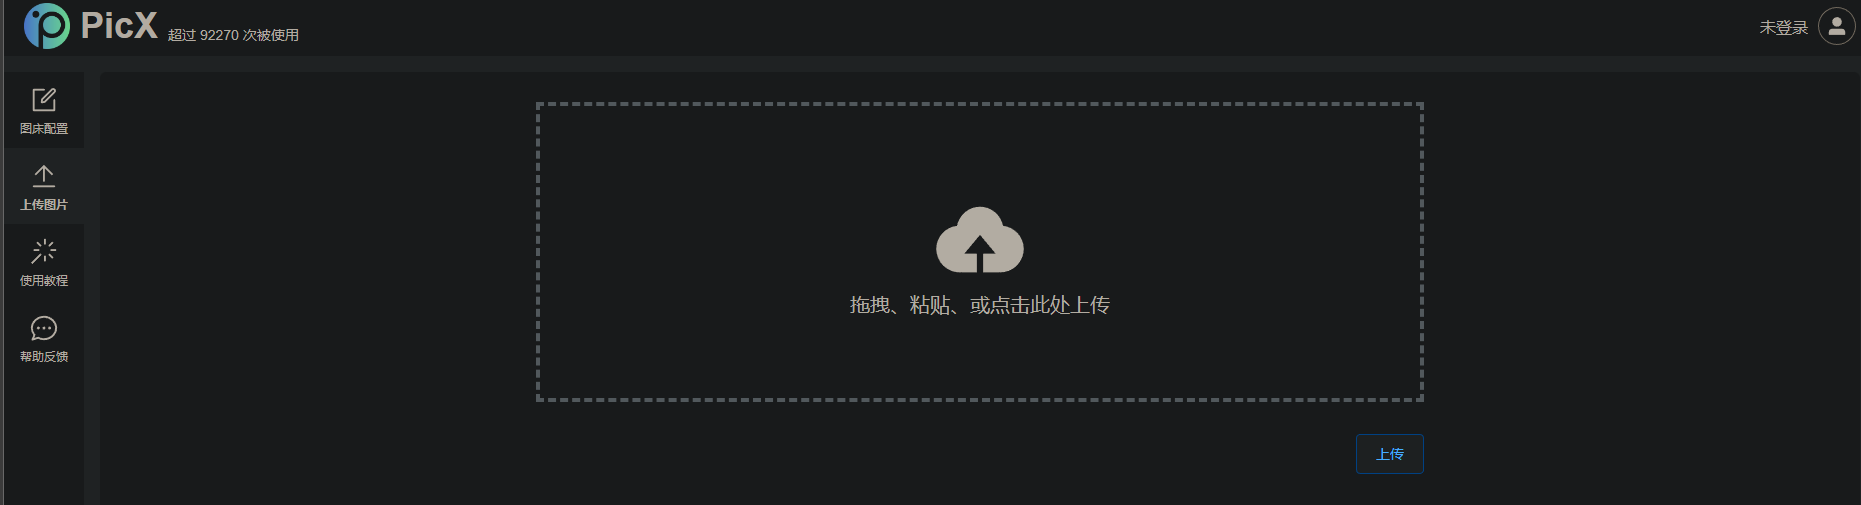 PicX 超过 92270 次被使用
未登录
图床配置
上传图片
使用教程
帮助反馈
拖拽、粘贴、或点击此处上传
上传